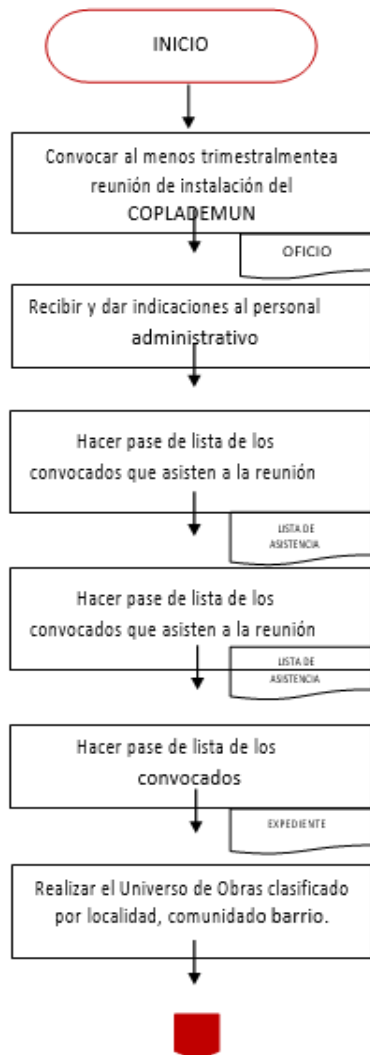 INICIO
Convocar al menos trimestralmentea
reunión de instalación del
COPLADEMUN
OFICIO
Recibir y dar indicaciones al personal
administrativo
Hacer pase de lista de los
convocados que asisten a la reunión
LISTA DE
ASISTENCIA
Hacer pase de lista de los
convocados que asisten a la reunión
LISTA DE
ASISTENCIA
Hacer pase de lista de los
convocados
EXPEDIENTE
Realizar el Universo de Obras clasificado
por localidad, comunidado barrio.